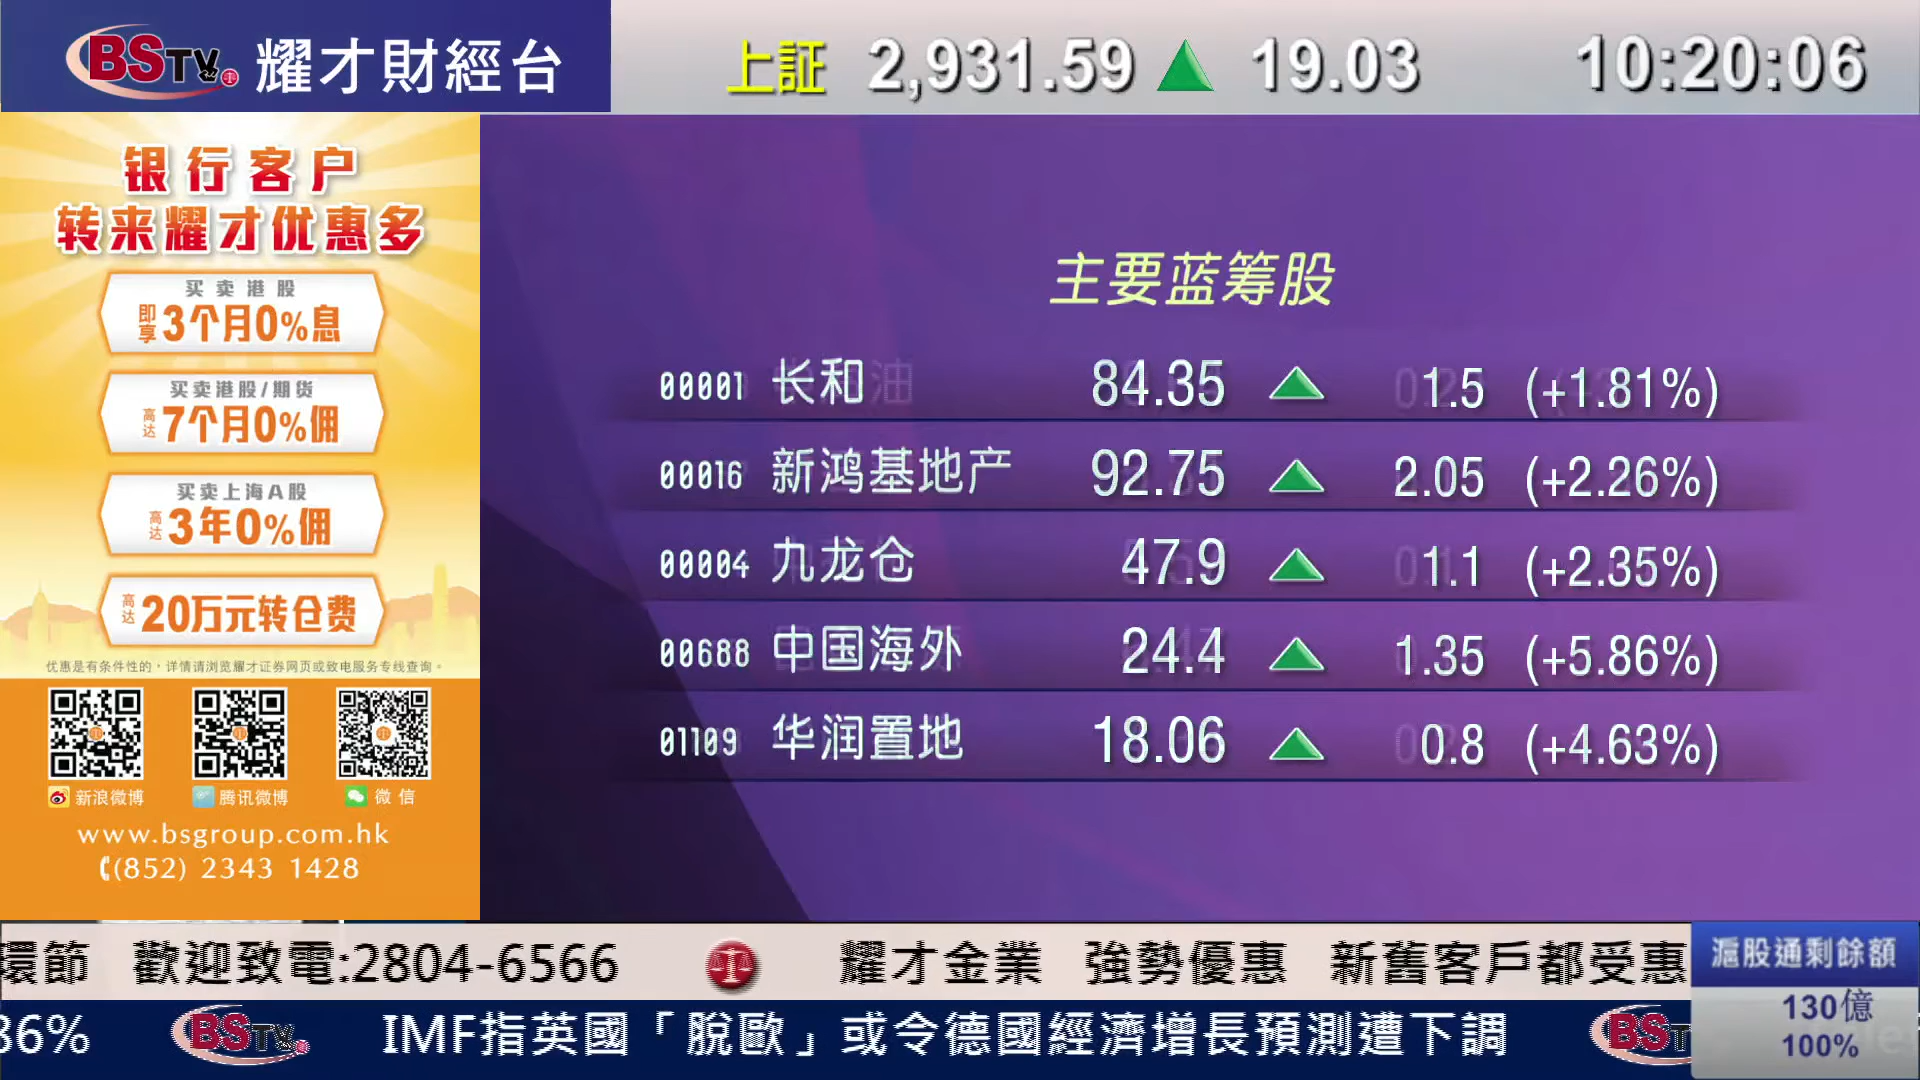 BSTV 耀才財經台
上証 2,931.59 ▲ 19.03 10:20:06
银行客户
转来耀才优惠多
买卖港股
即享3个月0%息
买卖港股/期货
高达7个月0%佣
买卖上海A股
高达3年0%佣
高达20万元转仓费
优惠是有条件性的，详情请浏览耀才证券网页或致电服务专线查询。
新浪微博 腾讯微博 微信
www.bsgroup.com.hk
(852) 2343 1428
主要蓝筹股
00001 长和 84.35 ▲ 1.5 (+1.81%)
00016 新鸿基地产 92.75 ▲ 2.05 (+2.26%)
00004 九龙仓 47.9 ▲ 1.1 (+2.35%)
00688 中国海外 24.4 ▲ 1.35 (+5.86%)
01109 华润置地 18.06 ▲ 0.8 (+4.63%)
環節 歡迎致電:2804-6566 耀才金業 強勢優惠 新舊客戶都受惠
滬股通剩餘額
130億
100%
36% BSTV IMF指英國「脫歐」或令德國經濟增長預測遭下調 BST